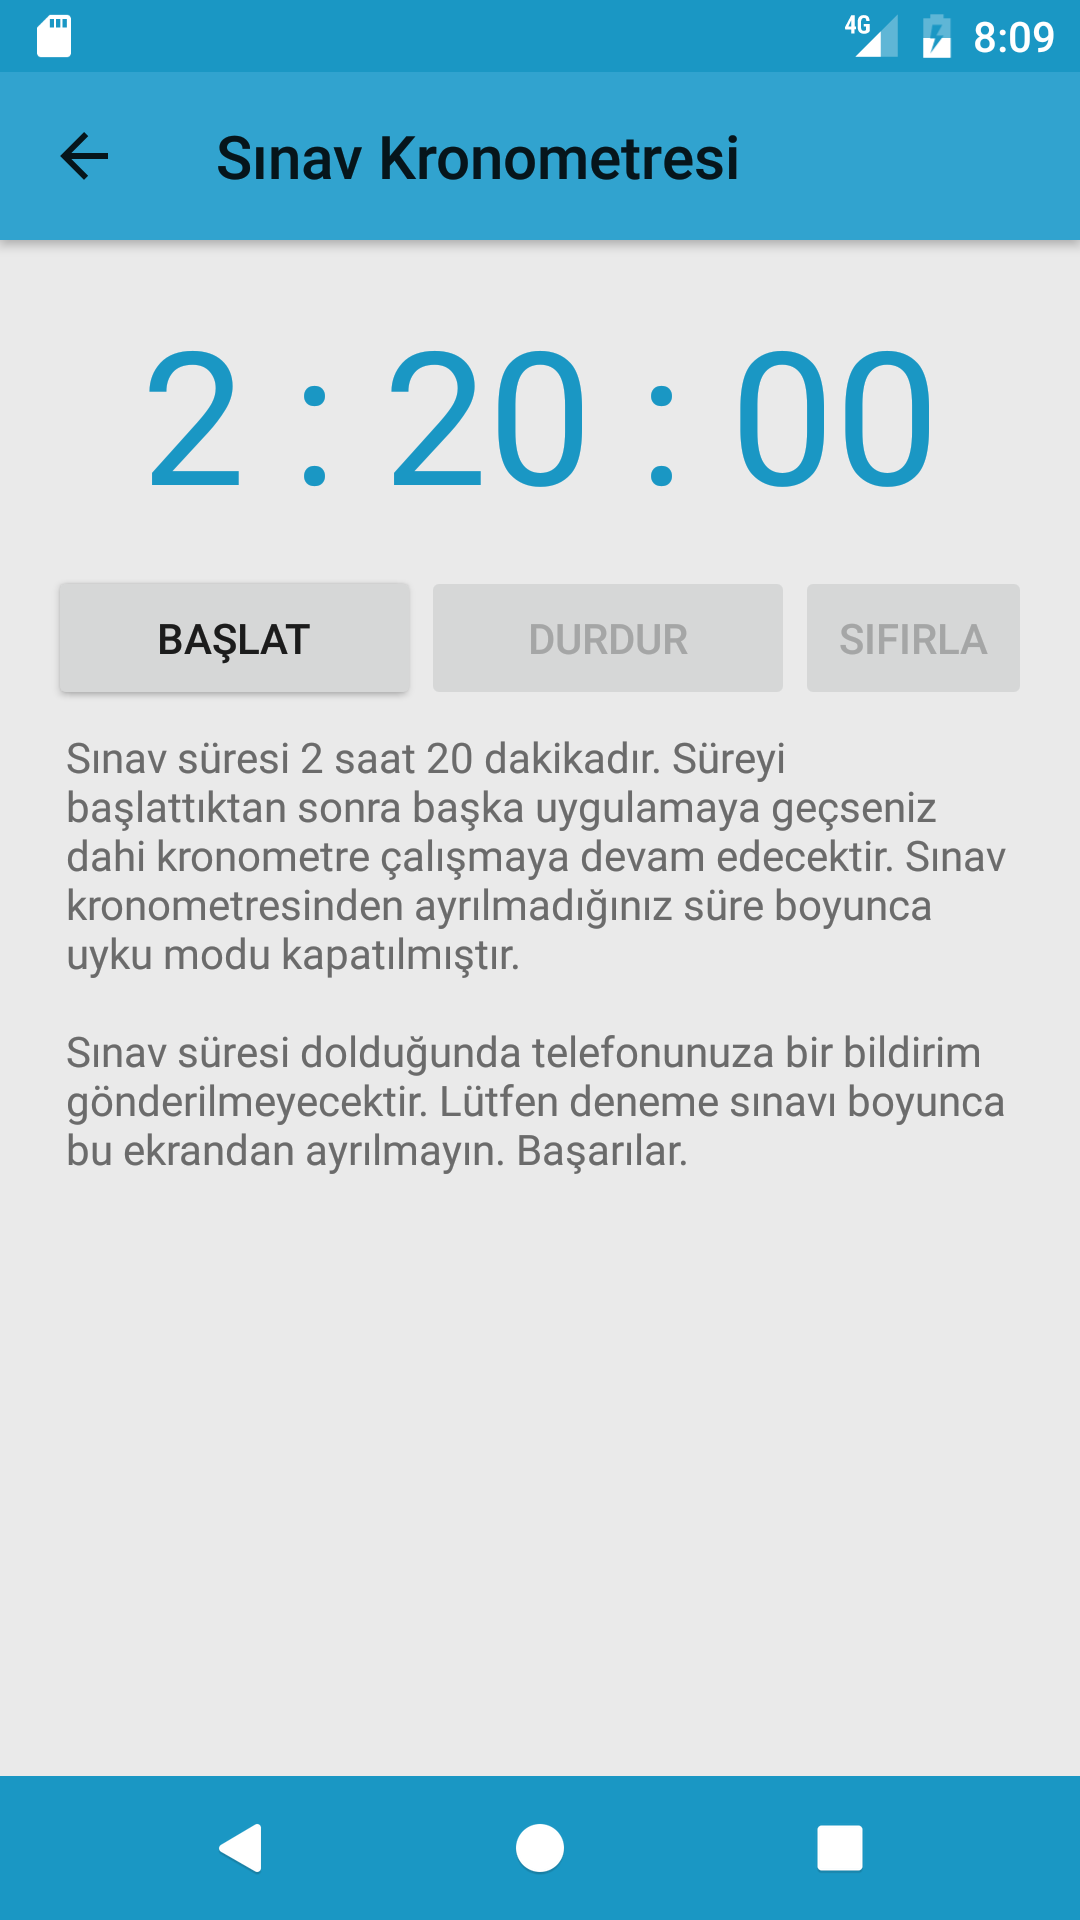 4G 8:09
Sınav Kronometresi
2 : 20 : 00
BAŞLAT DURDUR SIFIRLA
Sınav süresi 2 saat 20 dakikadır. Süreyi
başlattıktan sonra başka uygulamaya geçseniz
dahi kronometre çalışmaya devam edecektir. Sınav
kronometresinden ayrılmadığınız süre boyunca
uyku modu kapatılmıştır.
Sınav süresi dolduğunda telefonunuza bir bildirim
gönderilmeyecektir. Lütfen deneme sınavı boyunca
bu ekrandan ayrılmayın. Başarılar.